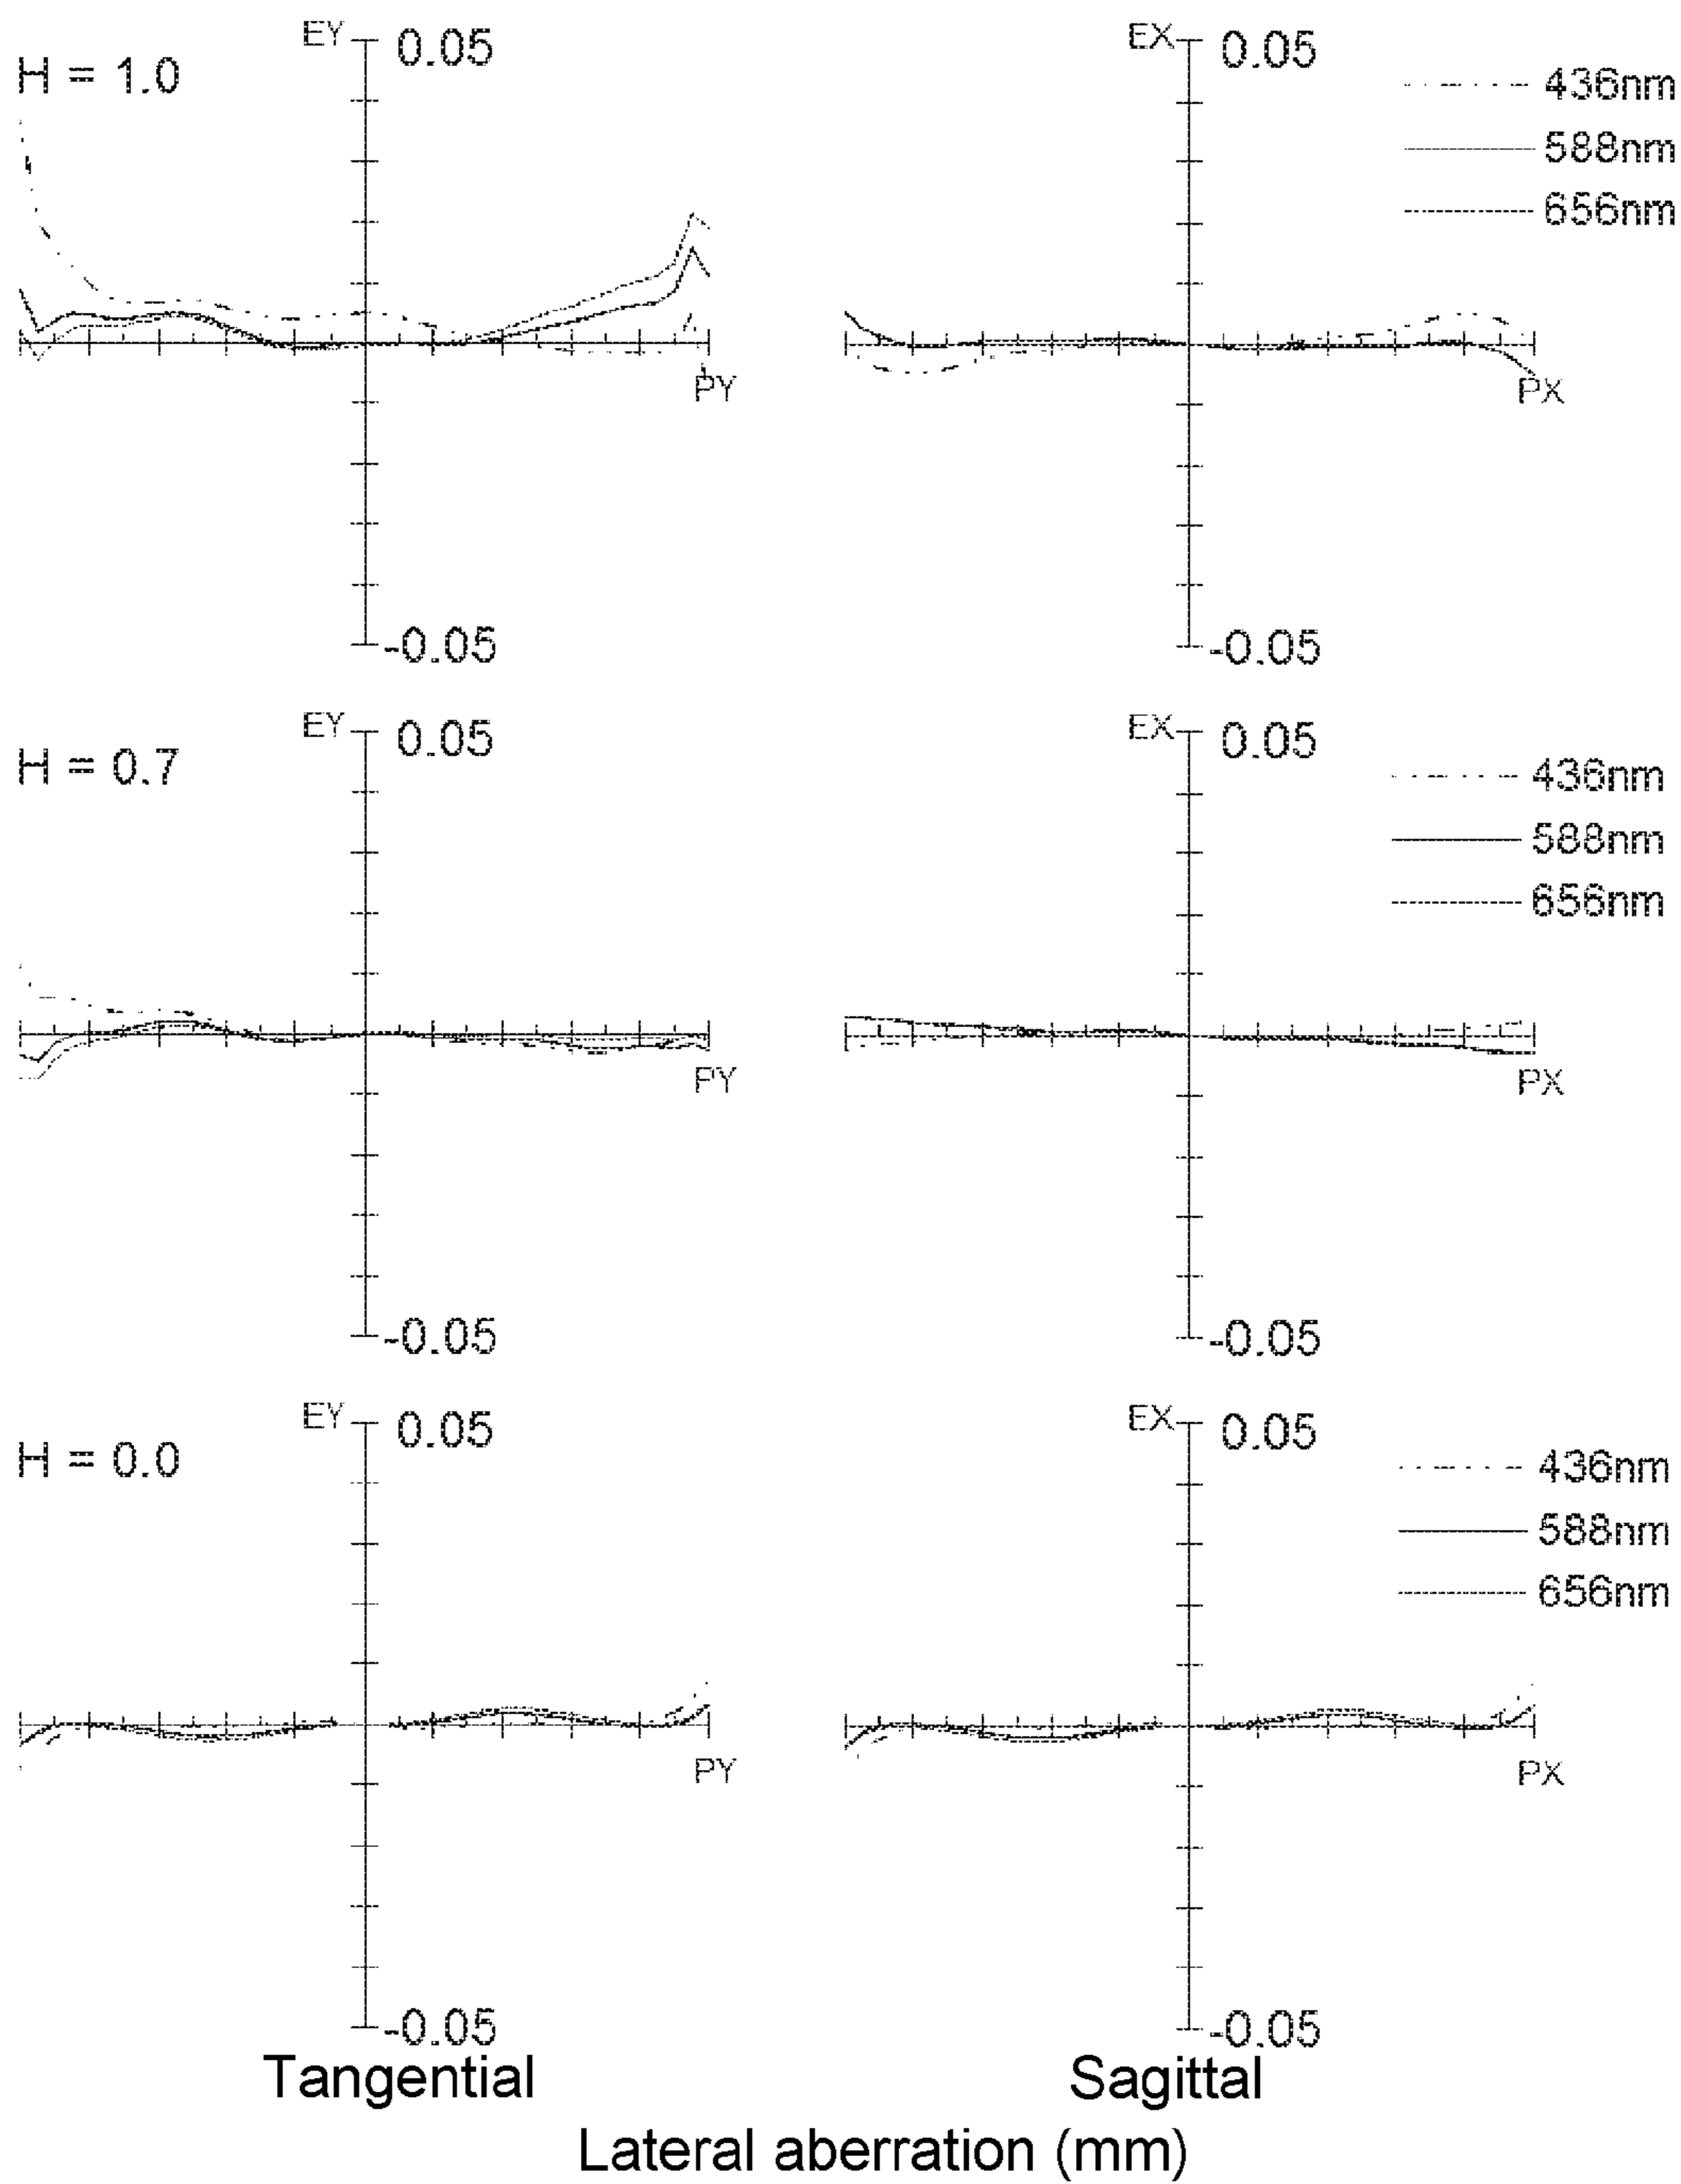 EY 0.05
EX 0.05
H = 1.0
436nm
588nm
656nm
PY
PX
-0.05
-0.05
EY 0.05
EX 0.05
H = 0.7
436nm
588nm
656nm
PY
PX
-0.05
-0.05
EY 0.05
EX 0.05
H = 0.0
436nm
588nm
656nm
PY
PX
-0.05
-0.05
Tangential
Sagittal
Lateral aberration (mm)